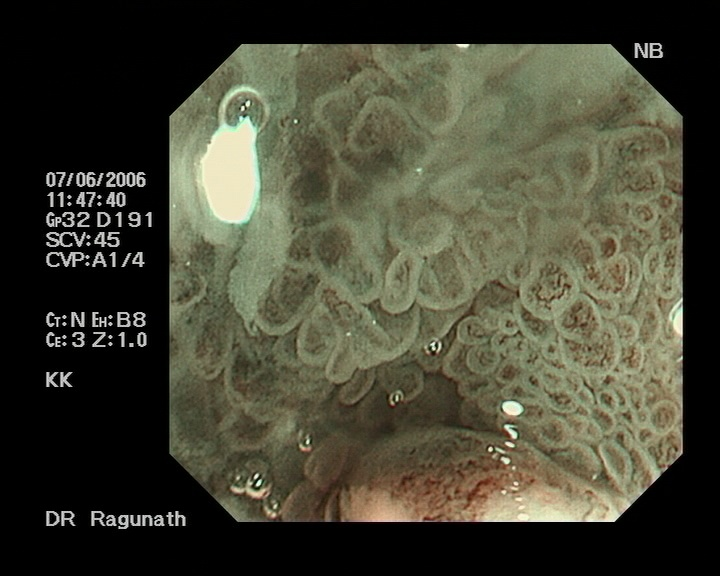 NB
07/06/2006
11:47:40
Gp32 D191
SCV:45
CVP:A1/4
Ct:N Eh:B8
Ce:3 Z:1.0
KK
DR Ragunath